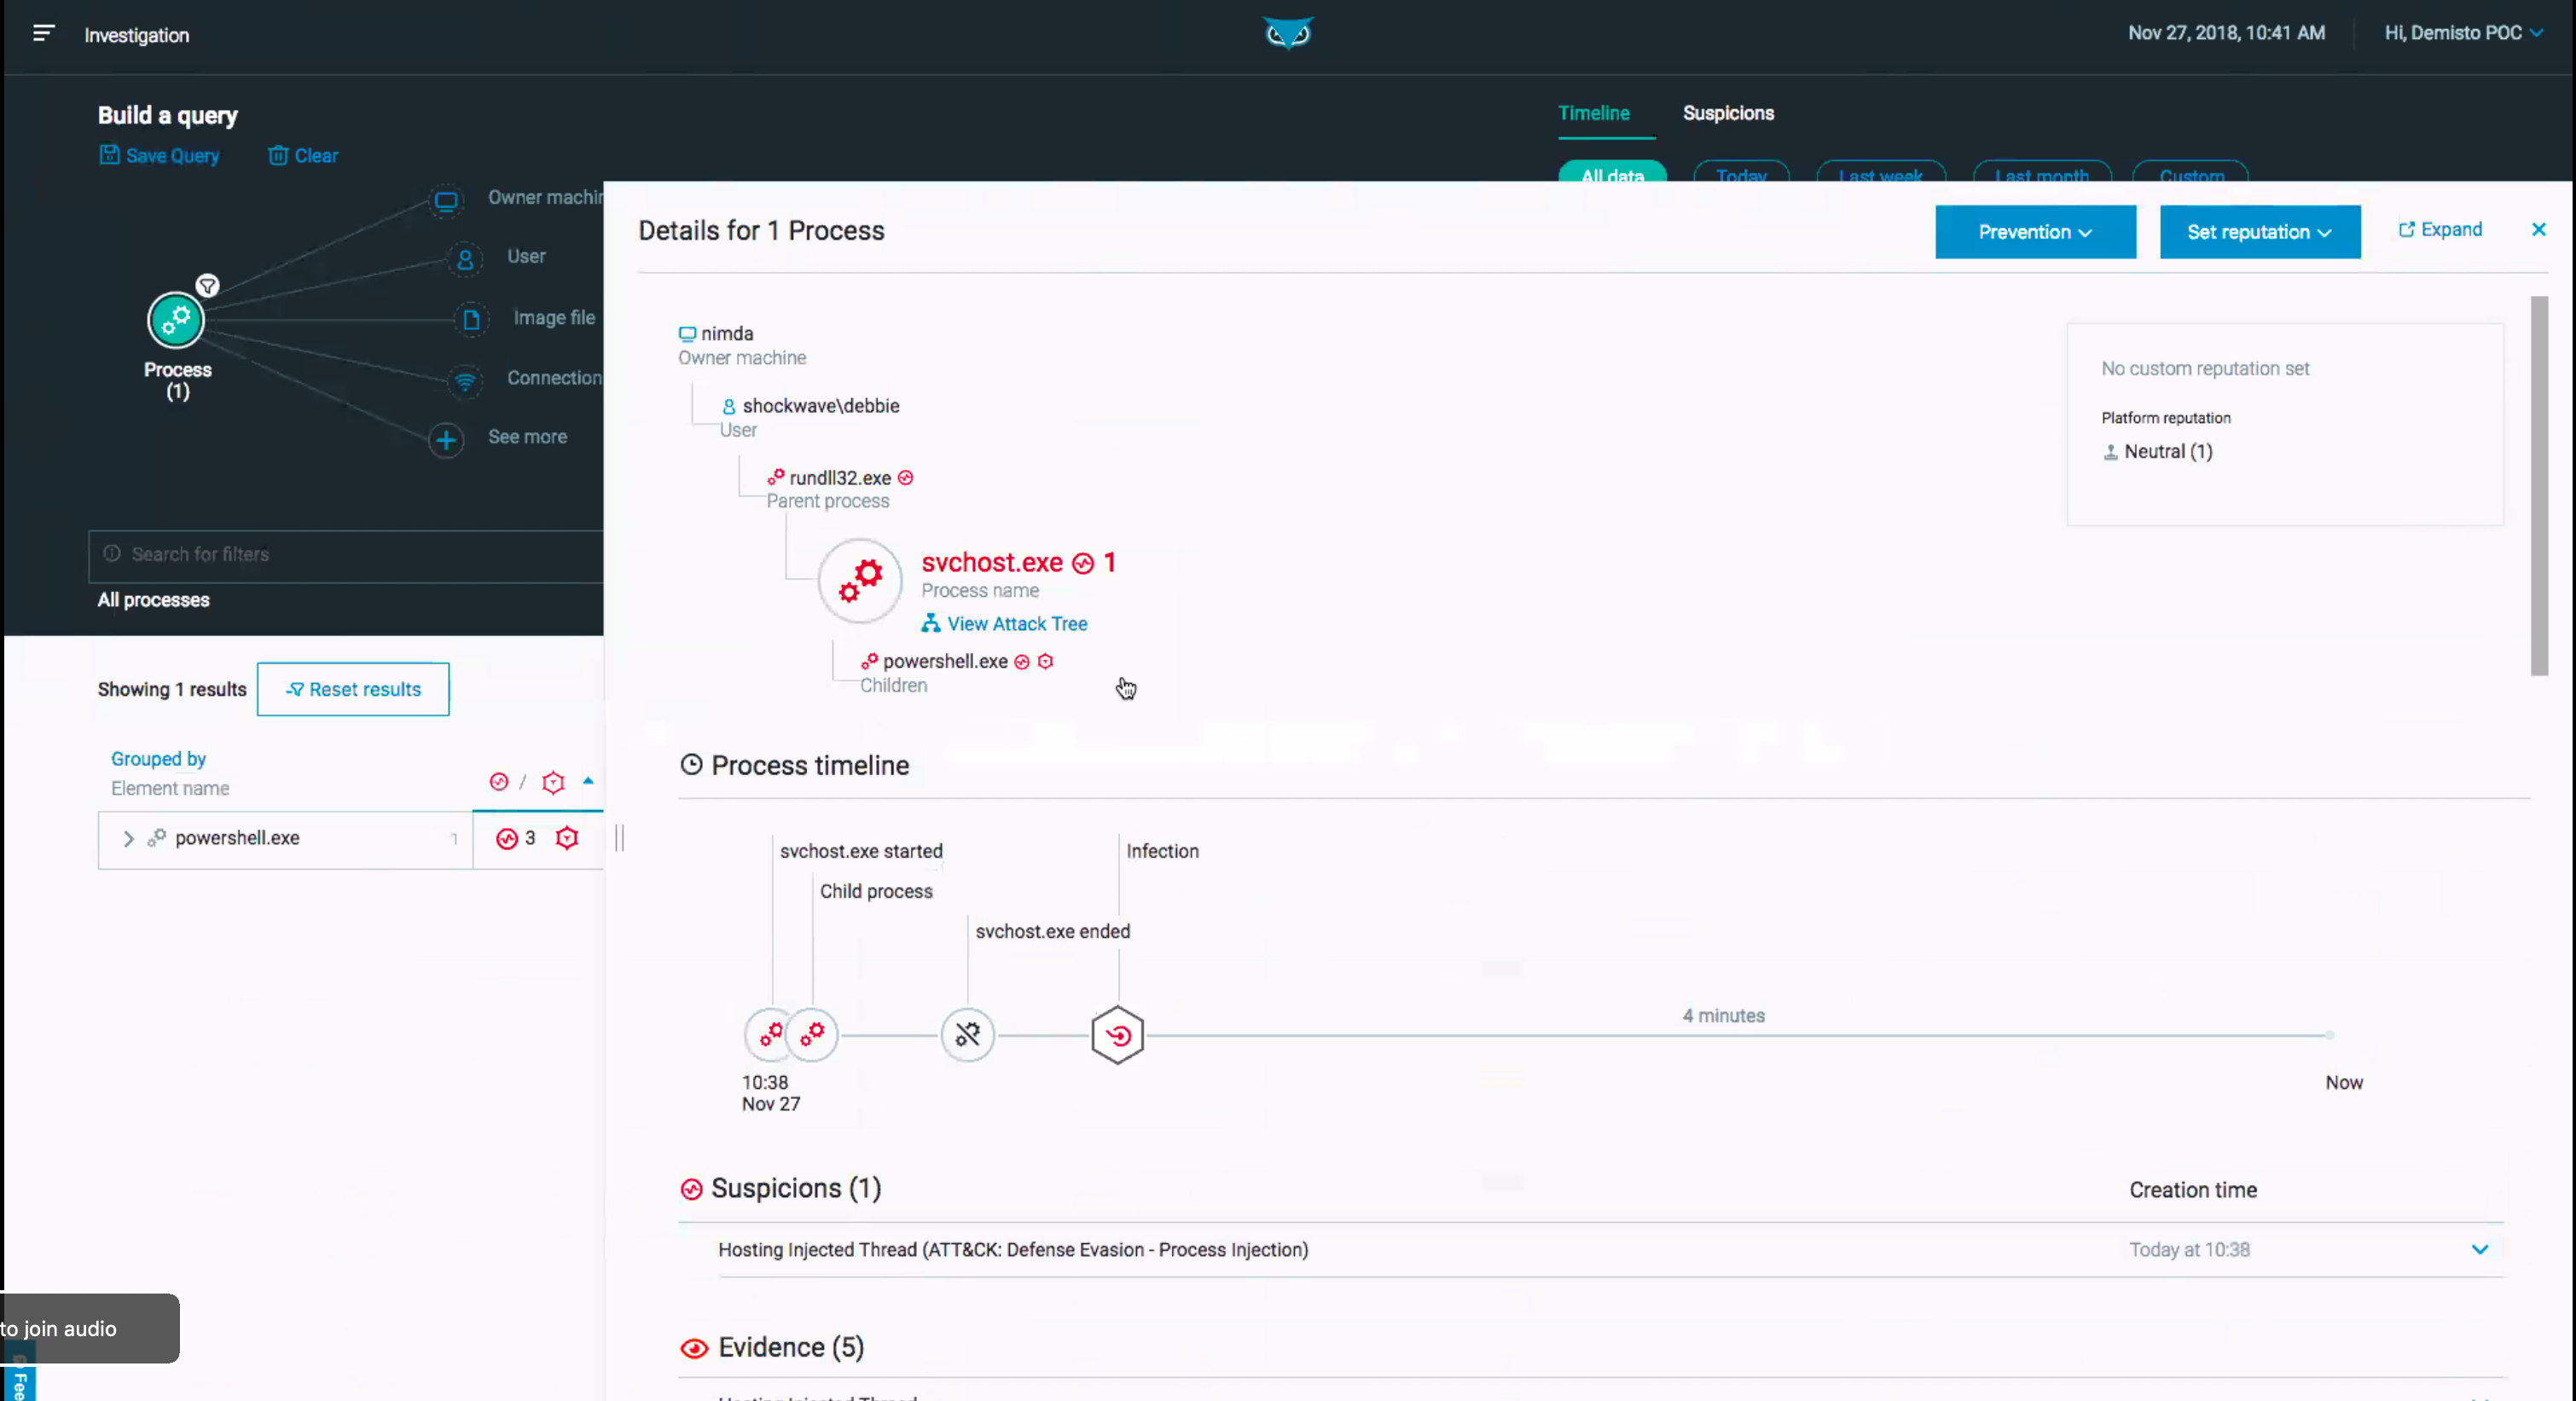 Investigation
Nov 27, 2018, 10:41 AM
Hi, Demisto POC
Build a query
Save Query
Clear
Timeline
Suspicions
All data
Today
Last week
Last month
Custom
Owner machin
User
Image file
Connection
See more
Process
(1)
Search for filters
All processes
Showing 1 results
Reset results
Grouped by
Element name
/
powershell.exe
1
3
Details for 1 Process
Prevention
Set reputation
Expand
nimda
Owner machine
shockwave\debbie
User
rundll32.exe
Parent process
svchost.exe 1
Process name
View Attack Tree
powershell.exe
Children
No custom reputation set
Platform reputation
Neutral (1)
Process timeline
svchost.exe started
Infection
Child process
svchost.exe ended
4 minutes
10:38
Nov 27
Now
Suspicions (1)
Creation time
Hosting Injected Thread (ATT&CK: Defense Evasion - Process Injection)
Today at 10:38
Evidence (5)
to join audio
Fee